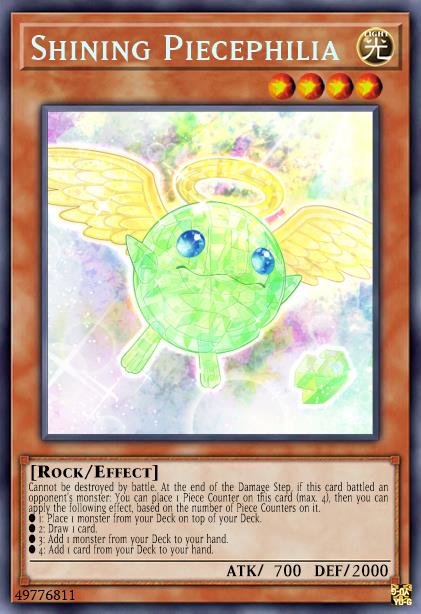 SHINING PIECEPHILIA
LIGHT
光
[ROCK/EFFECT]
Cannot be destroyed by battle. At the end of the Damage Step, if this card battled an
opponent's monster: You can place 1 Piece Counter on this card (max. 4), then you can
apply the following effect, based on the number of Piece Counters on it.
● 1: Place 1 monster from your Deck on top of your Deck.
● 2: Draw 1 card.
● 3: Add 1 monster from your Deck to your hand.
● 4: Add 1 card from your Deck to your hand.
ATK/ 700 DEF/2000
49776811